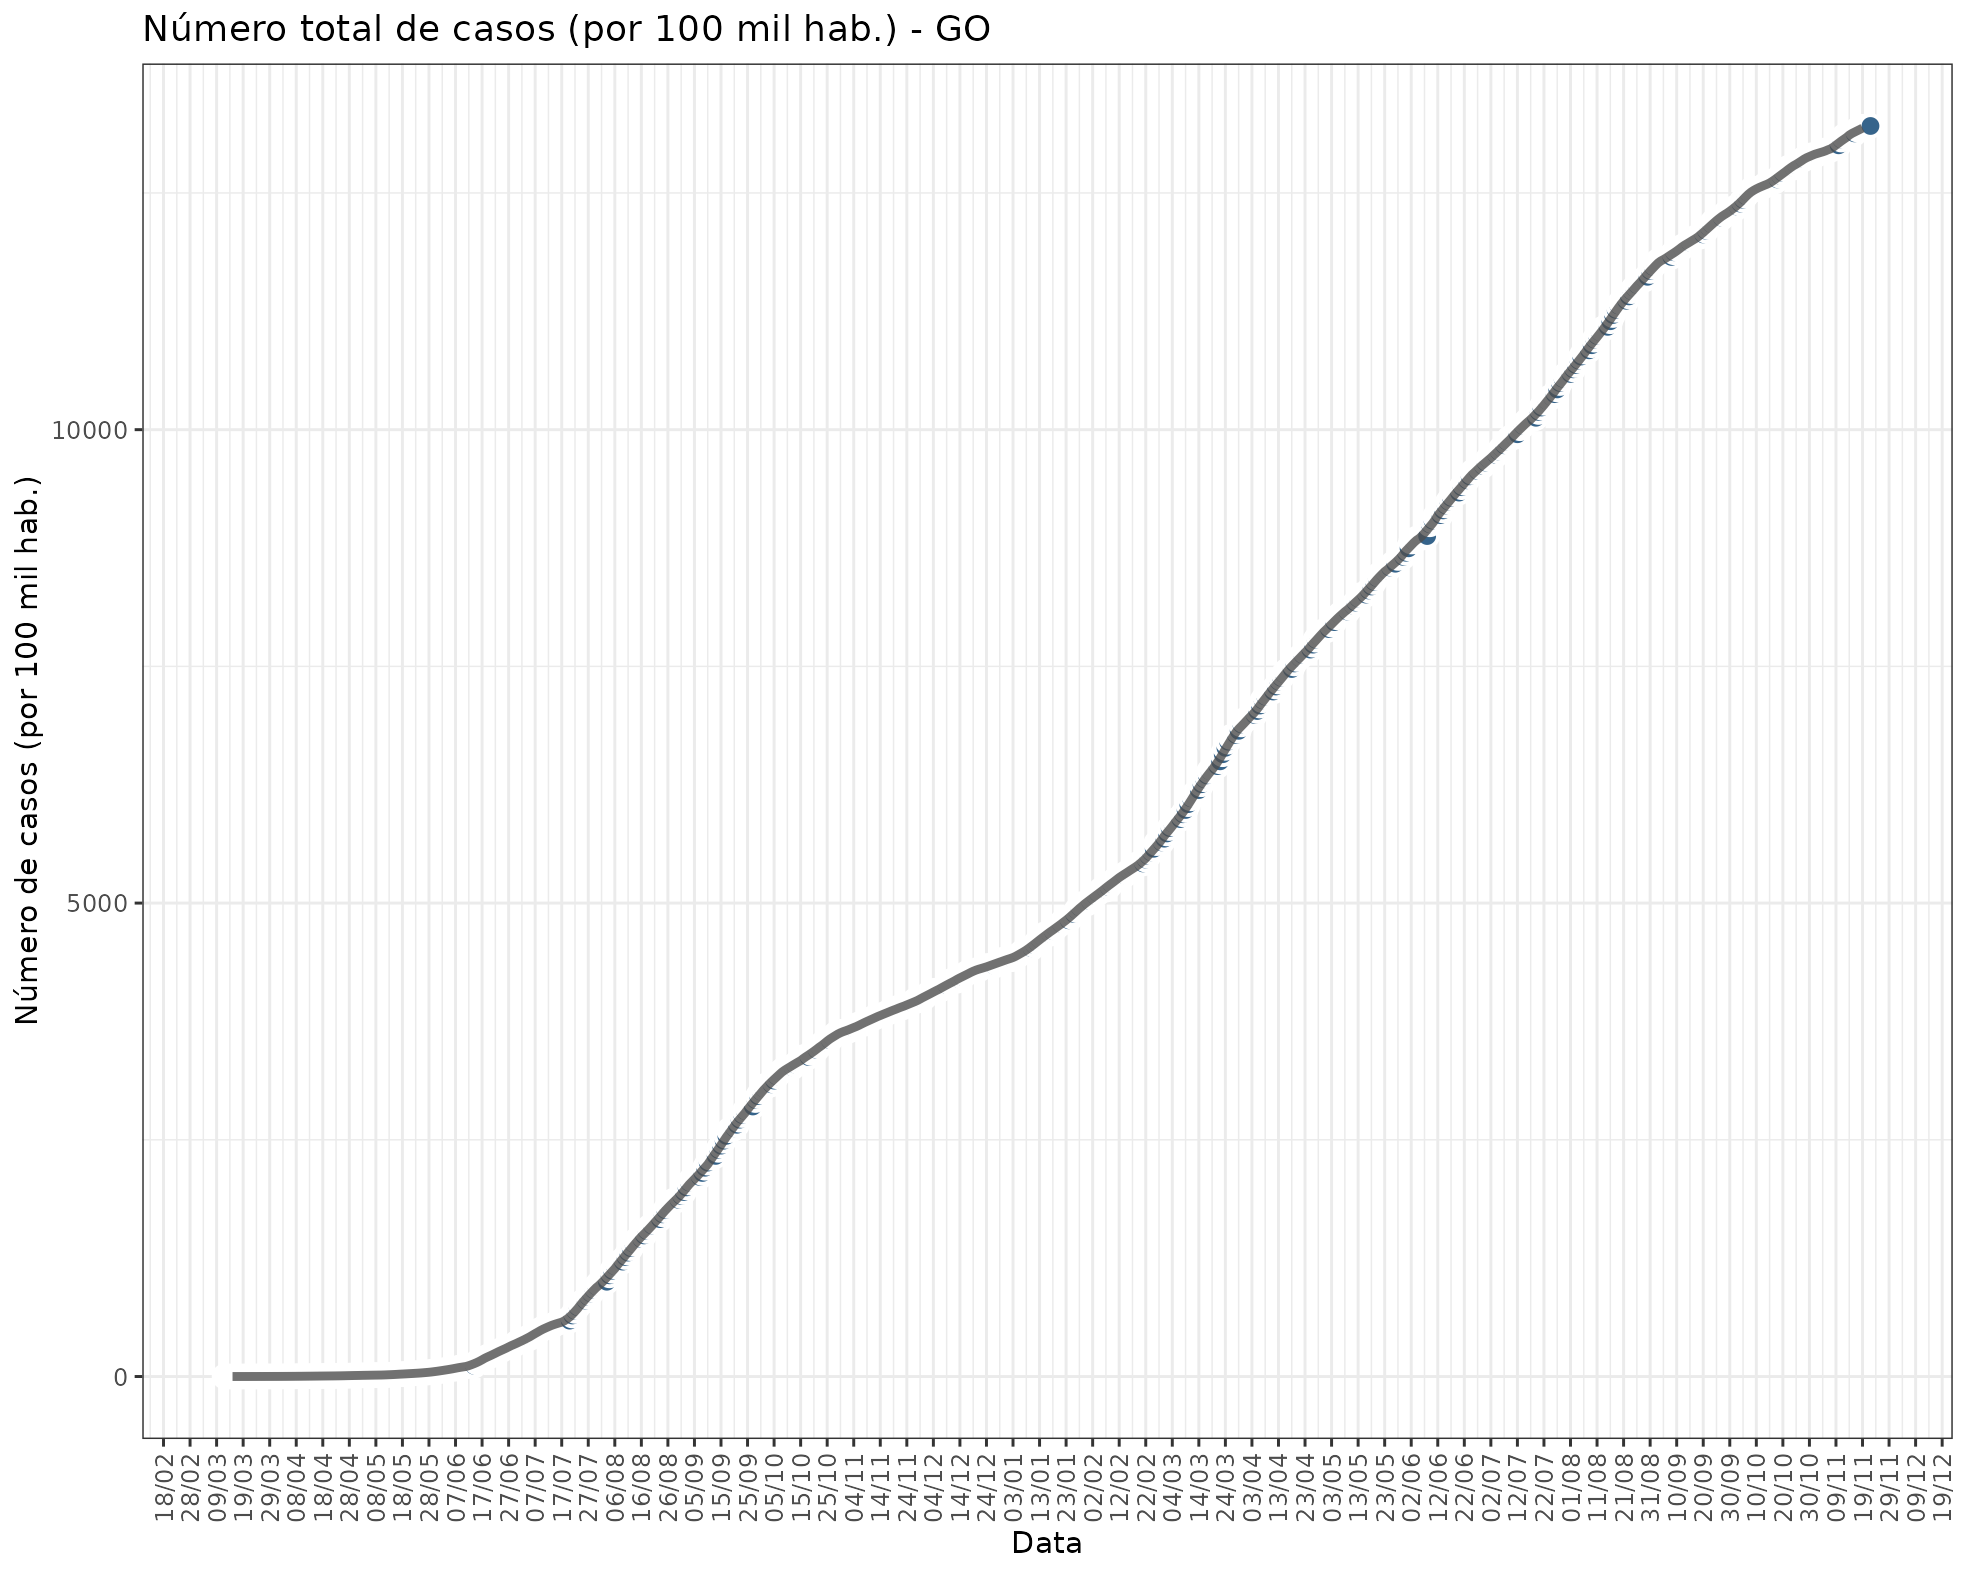 Número total de casos (por 100 mil hab.) - GO
Número de casos (por 100 mil hab.)
10000
5000
0
18/02 28/02 09/03 19/03 29/03 08/04 18/04 28/04 08/05 18/05 28/05 07/06 17/06 27/06 07/07 17/07 27/07 06/08 16/08 26/08 05/09 15/09 25/09 05/10 15/10 25/10 04/11 14/11 24/11 04/12 14/12 24/12 03/01 13/01 23/01 02/02 12/02 22/02 04/03 14/03 24/03 03/04 13/04 23/04 03/05 13/05 23/05 02/06 12/06 22/06 02/07 12/07 22/07 01/08 11/08 21/08 31/08 10/09 20/09 30/09 10/10 20/10 30/10 09/11 19/11 29/11 09/12 19/12
Data